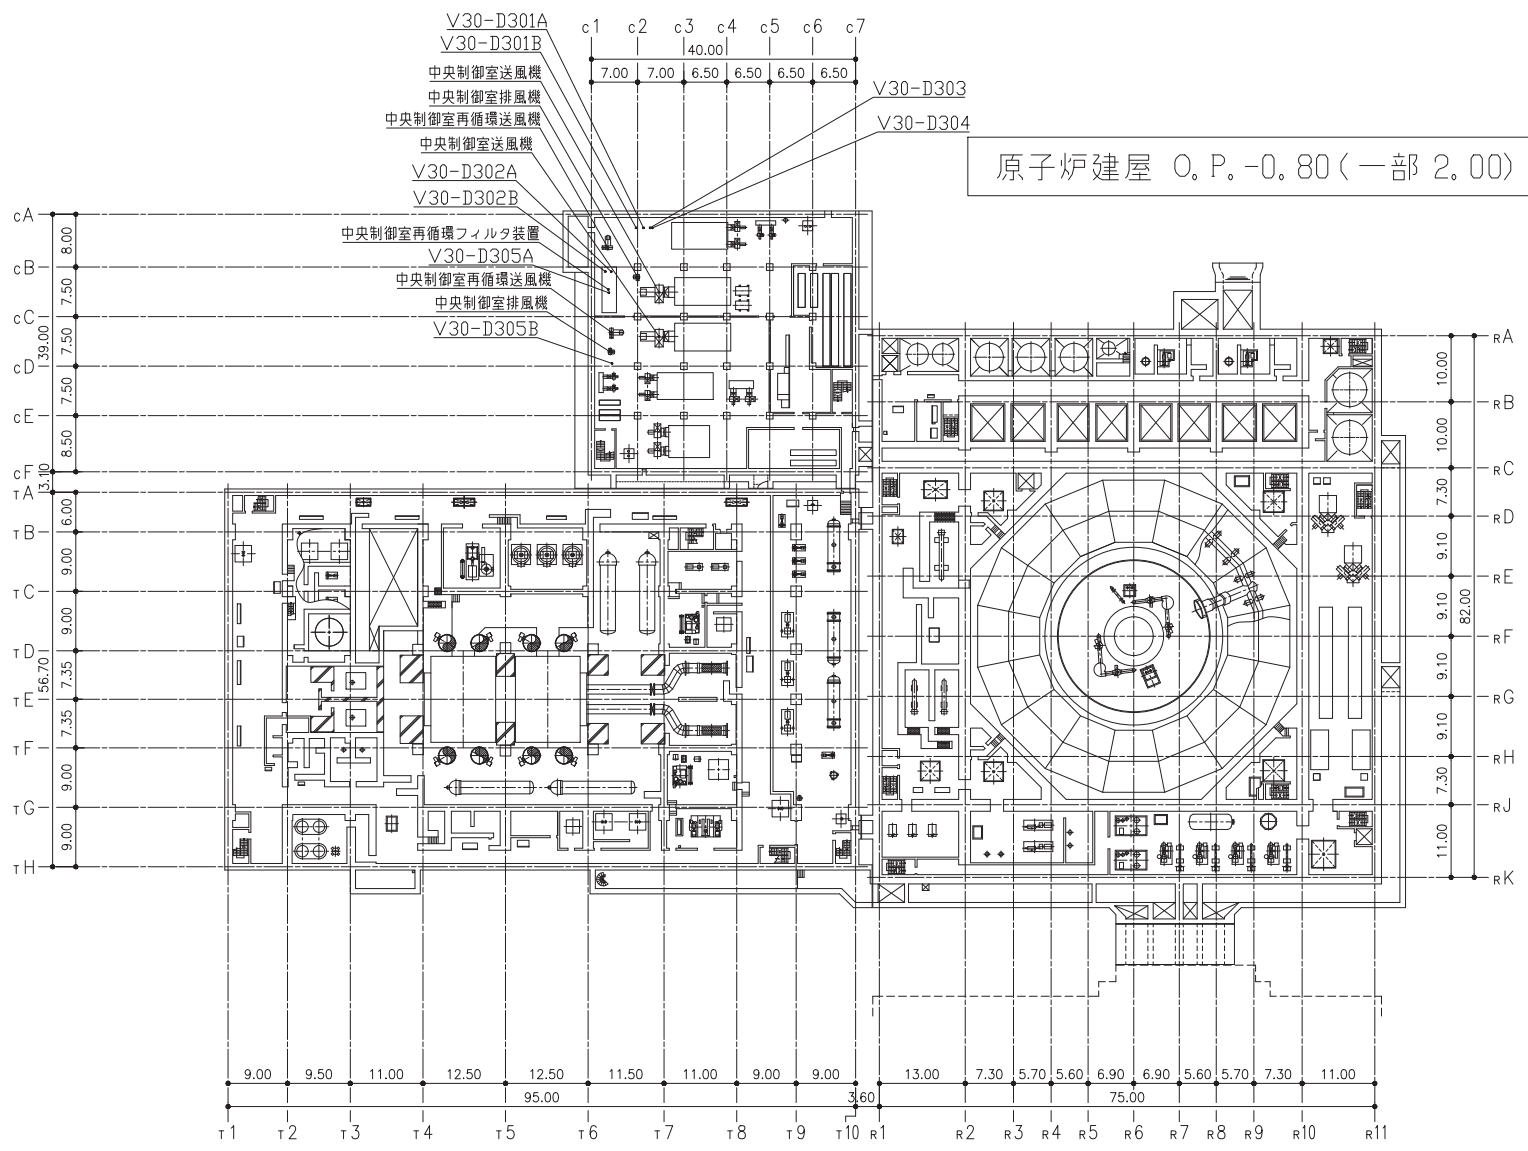 V30-D301A
V30-D301B
中央制御室送風機
中央制御室排風機
中央制御室再循環送風機
中央制御室送風機
V30-D302A
V30-D302B
中央制御室再循環フィルタ装置
V30-D305A
中央制御室再循環送風機
中央制御室排風機
V30-D305B
c1 c2 c3 c4 c5 c6 c7
40.00
7.00 7.00 6.50 6.50 6.50 6.50
V30-D303
V30-D304
原子炉建屋 O.P.-0.80(一部 2.00)
cA
8.00
cB
7.50
cC
39.00
7.50
cD
7.50
cE
8.50
cF
3.10
TA
6.00
TB
9.00
TC
9.00
TD
56.70
7.35
TE
7.35
TF
9.00
TG
9.00
TH
RA
10.00
RB
10.00
RC
7.30
RD
9.10
RE
9.10
82.00
RF
9.10
RG
9.10
RH
7.30
RJ
11.00
RK
9.00 9.50 11.00 12.50 12.50 11.50 11.00 9.00 9.00 13.00 7.30 5.70 5.60 6.90 6.90 5.60 5.70 7.30 11.00
95.00 3.60 75.00
T1 T2 T3 T4 T5 T6 T7 T8 T9 T10 R1 R2 R3 R4 R5 R6 R7 R8 R9 R10 R11